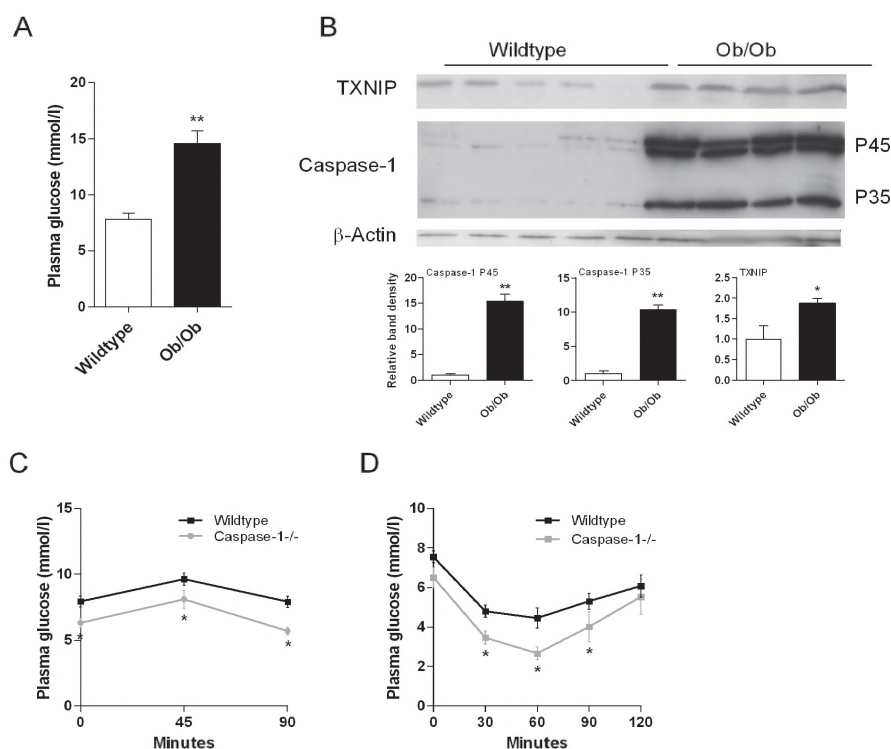 A
Plasma glucose (mmol/l)
20
15
10
5
0
**
Wildtype
Ob/Ob
B
Wildtype
Ob/Ob
TXNIP
Caspase-1
P45
P35
β-Actin
Relative band density
Caspase-1 P45
20
15
10
5
0
**
Wildtype
Ob/Ob
Caspase-1 P35
15
10
5
0
**
Wildtype
Ob/Ob
TXNIP
2.5
2.0
1.5
1.0
0.5
0.0
*
Wildtype
Ob/Ob
C
Plasma glucose (mmol/l)
15
10
5
0
Wildtype
Caspase-1-/-
*
*
*
0 45 90
Minutes
D
Plasma glucose (mmol/l)
10
8
6
4
2
0
Wildtype
Caspase-1-/-
*
*
*
0 30 60 90 120
Minutes